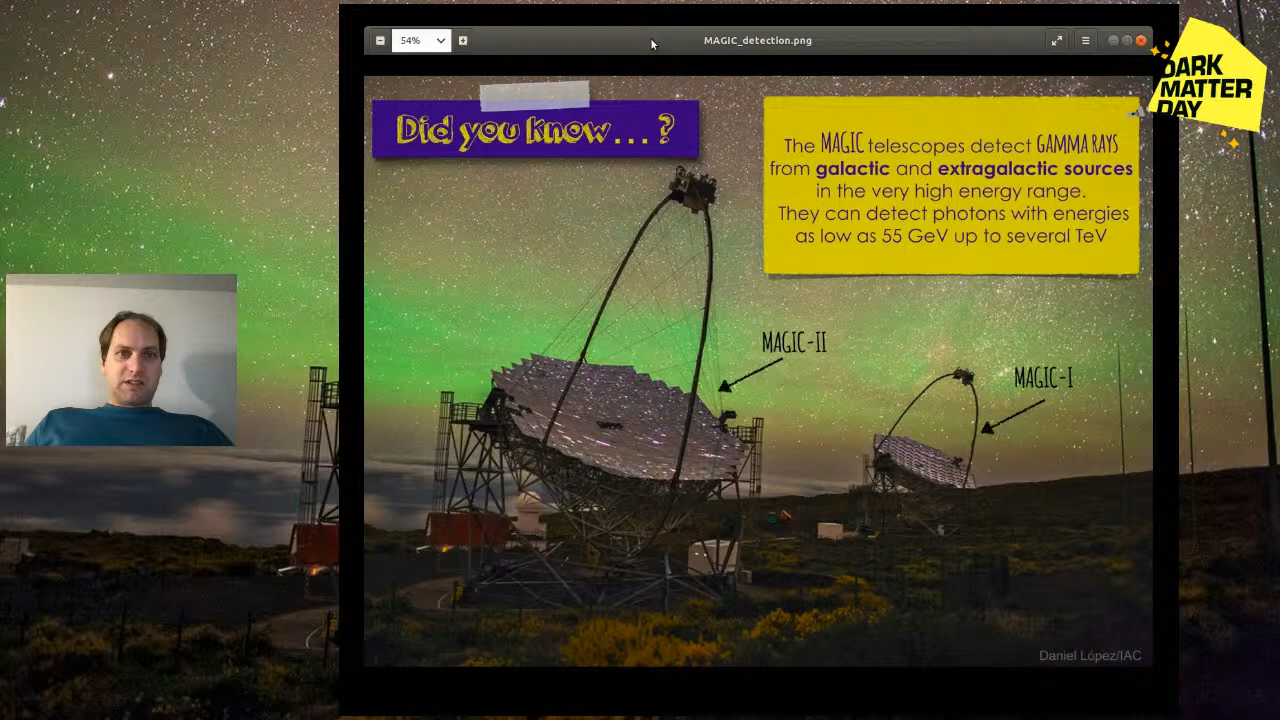 54%
MAGIC_detection.png
DARK
MATTER
DAY
Did you know...?
The MAGIC telescopes detect GAMMA RAYS
from galactic and extragalactic sources
in the very high energy range.
They can detect photons with energies
as low as 55 GeV up to several TeV
MAGIC-II
MAGIC-I
Daniel López/IAC